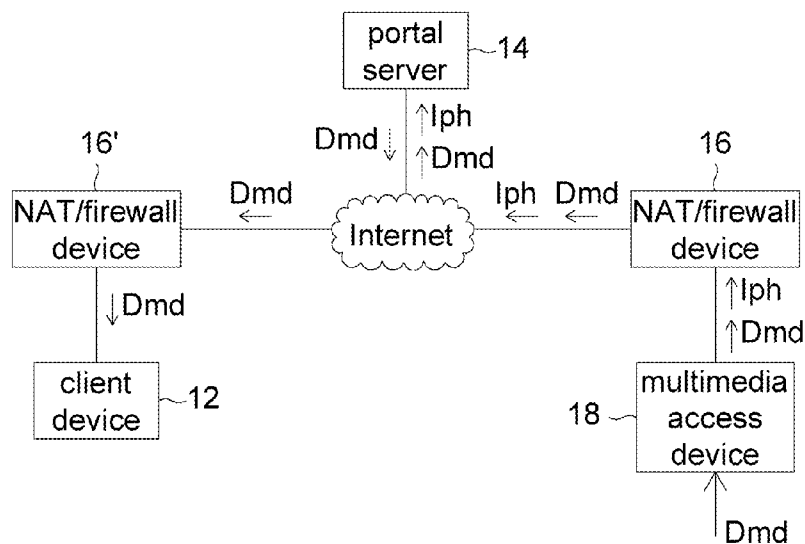 portal
server
14
Iph
Dmd
Dmd
16'
16
NAT/firewall
device
Dmd
Internet
Iph
Dmd
NAT/firewall
device
Dmd
Iph
Dmd
client
device
12
18
multimedia
access
device
Dmd